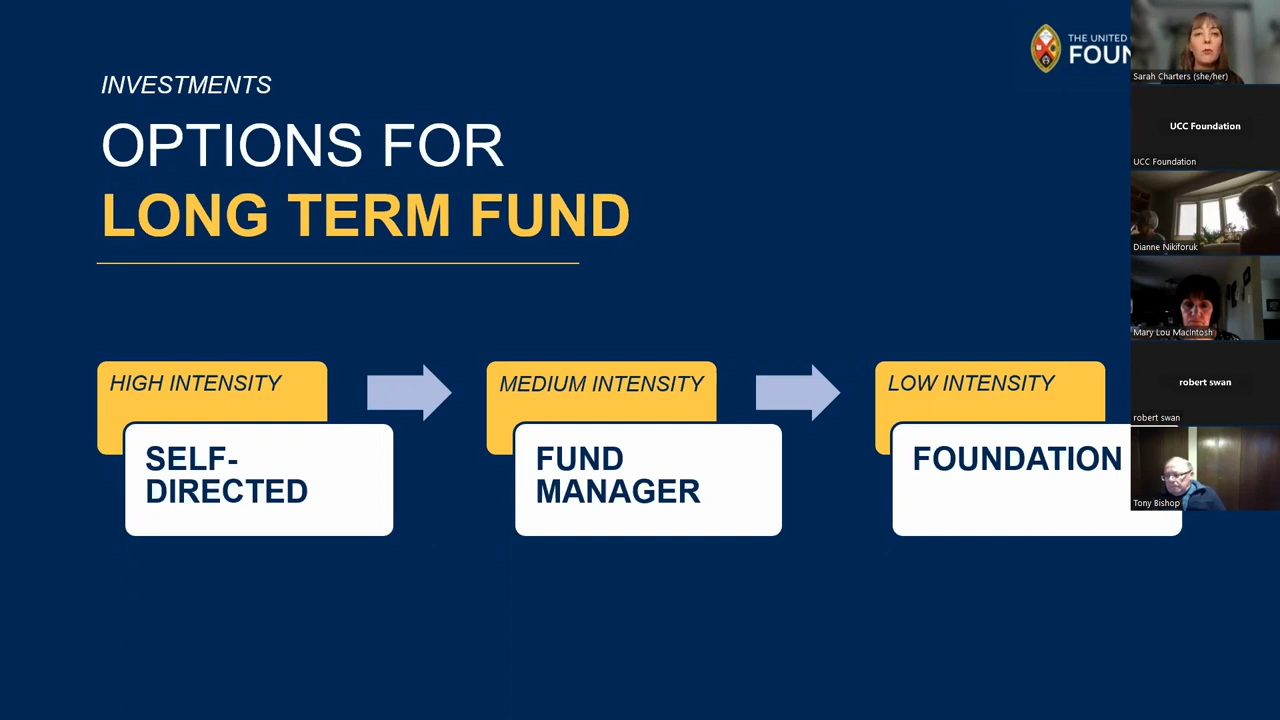 INVESTMENTS
OPTIONS FOR
LONG TERM FUND
THE UNITED
FOUN
HIGH INTENSITY
SELF-
DIRECTED
MEDIUM INTENSITY
FUND
MANAGER
LOW INTENSITY
FOUNDATION
Sarah Charters (she/her)
UCC Foundation
UCC Foundation
Dianne Nikiforuk
Mary Lou MacIntosh
robert swan
robert swan
Tony Bishop